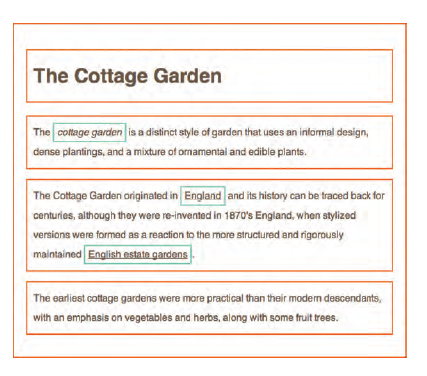 The Cottage Garden
The cottage garden is a distinct style of garden that uses an informal design,
dense plantings, and a mixture of ornamental and edible plants.
The Cottage Garden originated in England and its history can be traced back for
centuries, although they were re-invented in 1870's England, when stylized
versions were formed as a reaction to the more structured and rigorously
maintained English estate gardens.
The earliest cottage gardens were more practical than their modern descendants,
with an emphasis on vegetables and herbs, along with some fruit trees.